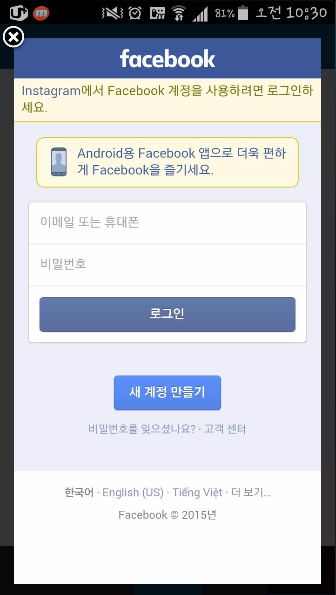 81% 오전 10:30
facebook
Instagram에서 Facebook 계정을 사용하려면 로그인하
세요.
Android용 Facebook 앱으로 더욱 편하
게 Facebook을 즐기세요.
이메일 또는 휴대폰
비밀번호
로그인
새 계정 만들기
비밀번호를 잊으셨나요? · 고객 센터
한국어 · English (US) · Tiếng Việt · 더 보기...
Facebook © 2015년